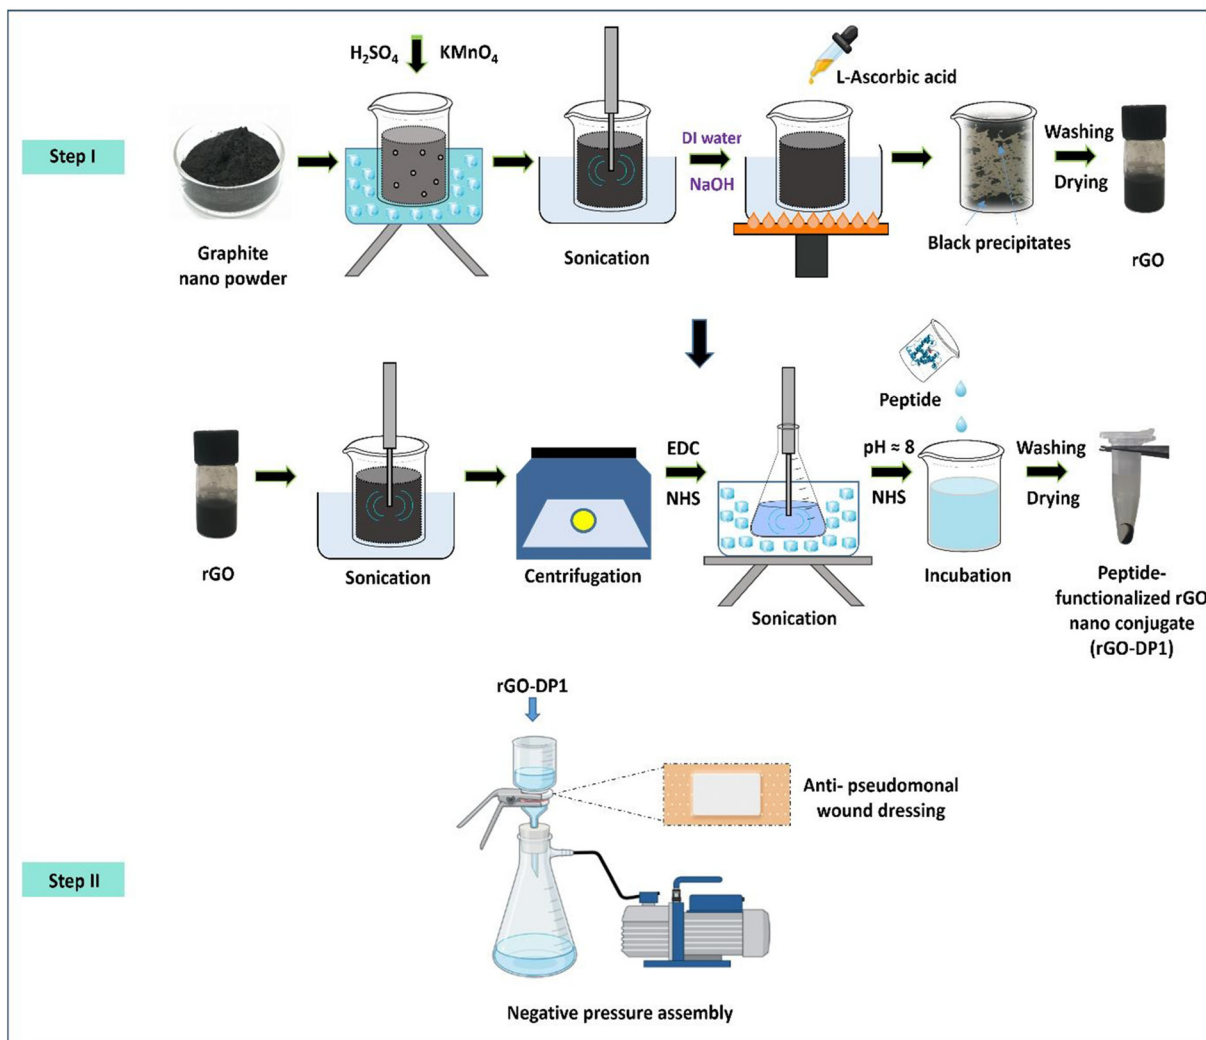 Step I
H₂SO₄ KMnO₄
L-Ascorbic acid
DI water
NaOH
Washing
Drying
Graphite
nano powder
Sonication
Black precipitates
rGO
Peptide
EDC
NHS
pH ≈ 8
NHS
Washing
Drying
rGO
Sonication
Centrifugation
Sonication
Incubation
Peptide-
functionalized rGO
nano conjugate
(rGO-DP1)
rGO-DP1
Anti- pseudomonal
wound dressing
Step II
Negative pressure assembly